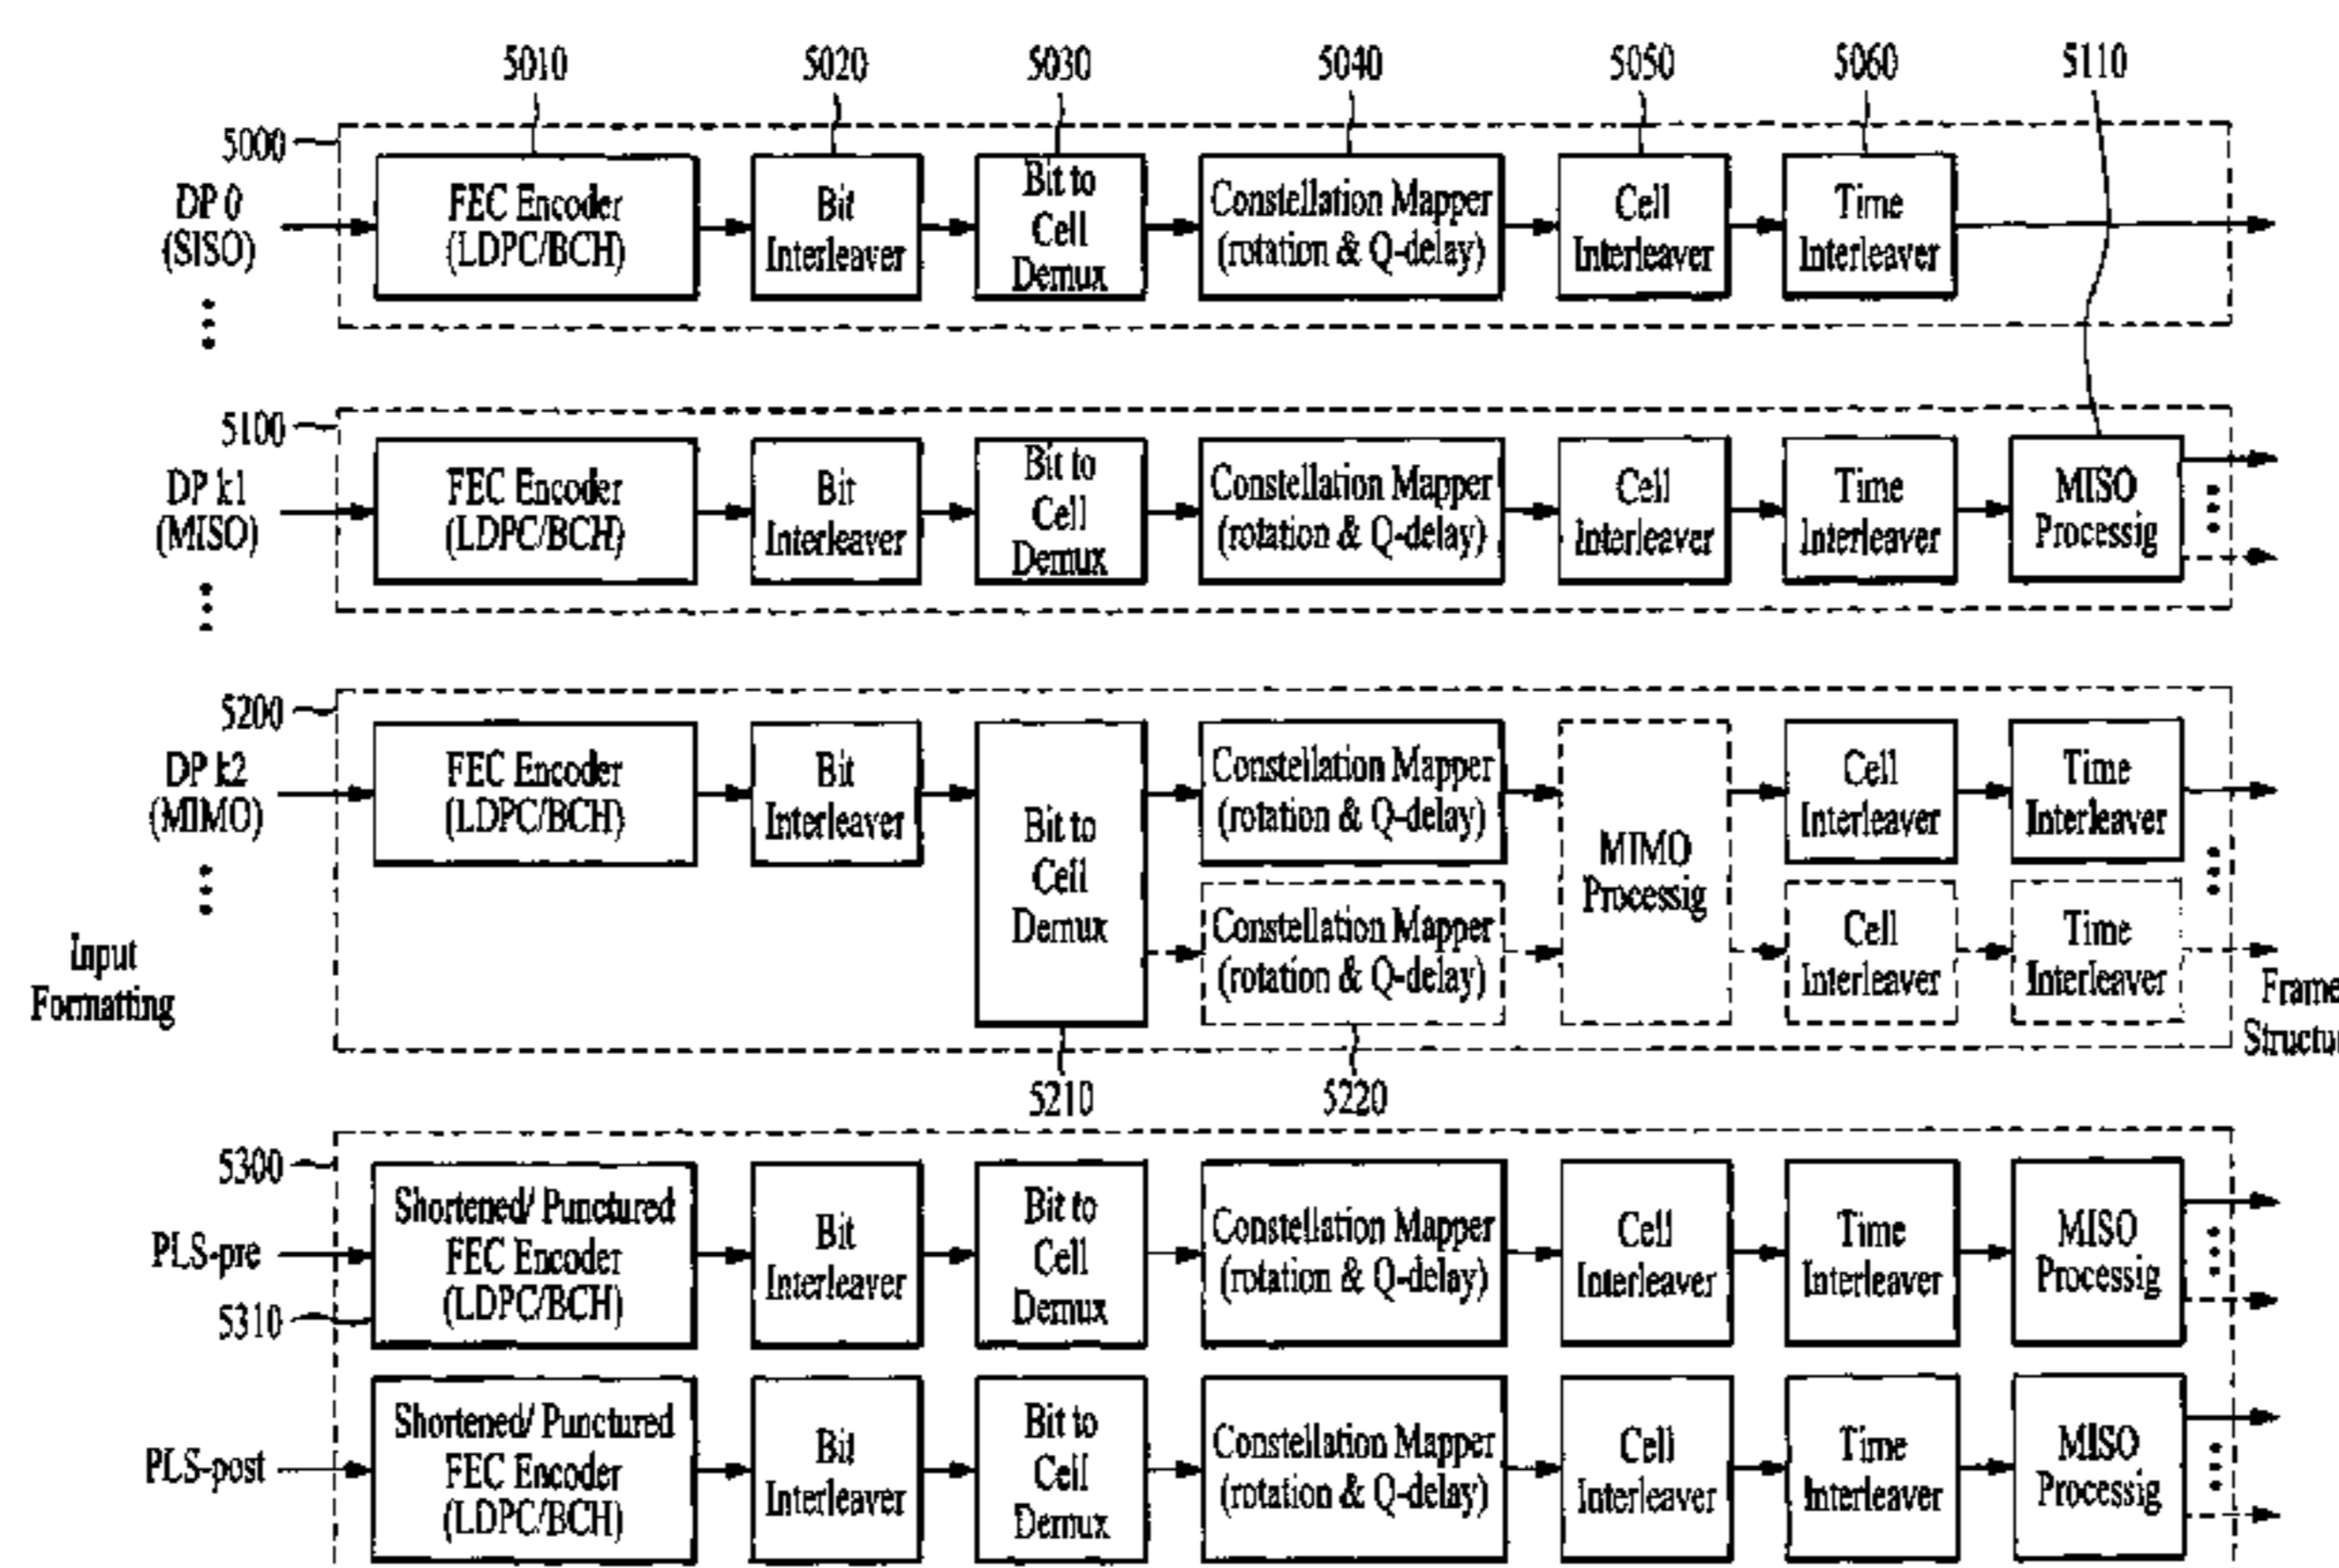 5010 5020 5030 5040 5050 5060 5110
5000
DP 0
(SISO)
FEC Encoder
(LDPC/BCH)
Bit
Interleaver
Bit to
Cell
Demux
Constellation Mapper
(rotation & Q-delay)
Cell
Interleaver
Time
Interleaver
5100
DP k1
(MISO)
FEC Encoder
(LDPC/BCH)
Bit
Interleaver
Bit to
Cell
Demux
Constellation Mapper
(rotation & Q-delay)
Cell
Interleaver
Time
Interleaver
MISO
Processig
5200
DP k2
(MIMO)
FEC Encoder
(LDPC/BCH)
Bit
Interleaver
Bit to
Cell
Demux
Constellation Mapper
(rotation & Q-delay)
Constellation Mapper
(rotation & Q-delay)
MIMO
Processig
Cell
Interleaver
Time
Interleaver
Cell
Interleaver
Time
Interleaver
Input
Formatting
Frame
5210
5220
5300
PLS-pre
5310
Shortened/ Punctured
FEC Encoder
(LDPC/BCH)
Bit
Interleaver
Bit to
Cell
Demux
Constellation Mapper
(rotation & Q-delay)
Cell
Interleaver
Time
Interleaver
MISO
Processig
PLS-post
Shortened/ Punctured
FEC Encoder
(LDPC/BCH)
Bit
Interleaver
Bit to
Cell
Demux
Constellation Mapper
(rotation & Q-delay)
Cell
Interleaver
Time
Interleaver
MISO
Processig